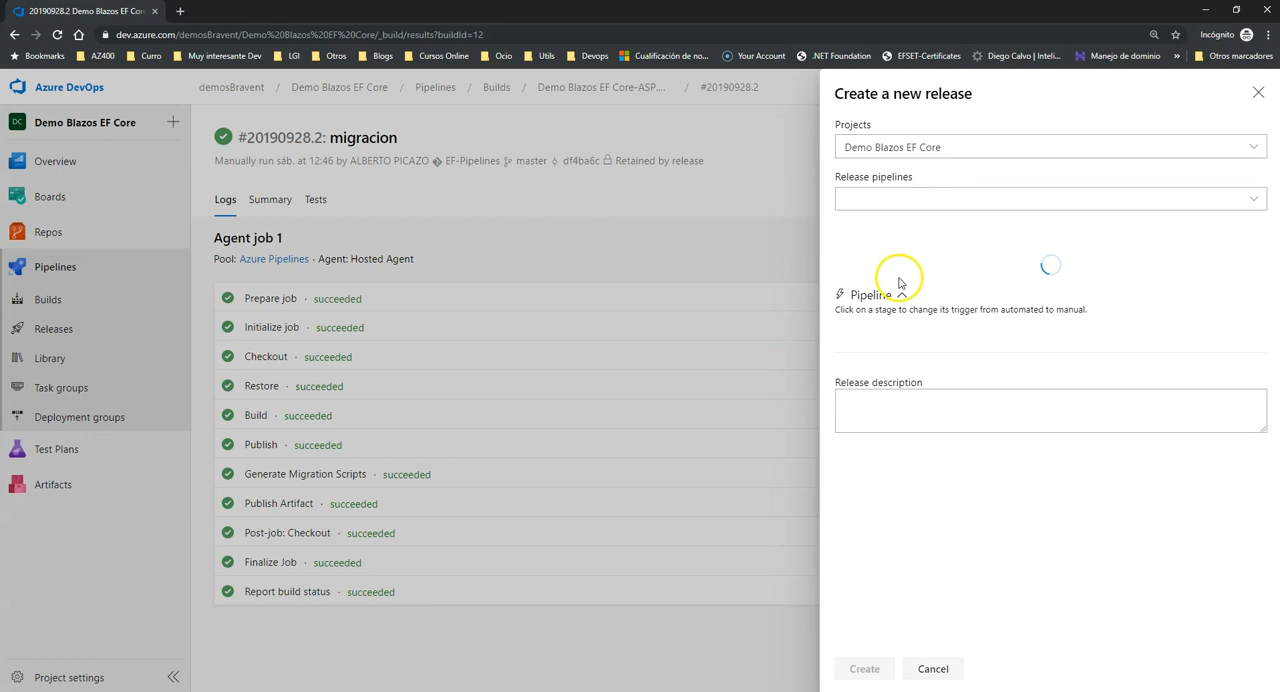 20190928.2 Demo Blazos EF Core
dev.azure.com/demosBravent/Demo%20Blazos%20EF%20Core/_build/results?buildId=12
Incógnito
Bookmarks AZ400 Curro Muy interesante Dev LGI Otros Blogs Cursos Online Ocio Utils Devops Cualificación de no... Your Account .NET Foundation EFSET-Certificates Diego Calvo | Inteli... Manejo de dominio » Otros marcadores
Azure DevOps
demosBravent / Demo Blazos EF Core / Pipelines / Builds / Demo Blazos EF Core-ASP.... / #20190928.2
DC Demo Blazos EF Core
Overview
Boards
Repos
Pipelines
Builds
Releases
Library
Task groups
Deployment groups
Test Plans
Artifacts
Project settings
#20190928.2: migracion
Manually run sáb. at 12:46 by ALBERTO PICAZO EF-Pipelines master df4ba6c Retained by release
Logs Summary Tests
Agent job 1
Pool: Azure Pipelines · Agent: Hosted Agent
Prepare job · succeeded
Initialize job · succeeded
Checkout · succeeded
Restore · succeeded
Build · succeeded
Publish · succeeded
Generate Migration Scripts · succeeded
Publish Artifact · succeeded
Post-job: Checkout · succeeded
Finalize Job · succeeded
Report build status · succeeded
Create a new release
Projects
Demo Blazos EF Core
Release pipelines
Pipeline
Click on a stage to change its trigger from automated to manual.
Release description
Create Cancel